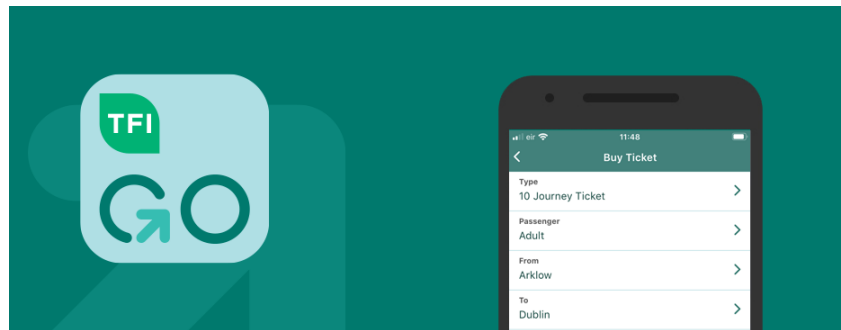 TFI
GO
eir 11:48
Buy Ticket
Type
10 Journey Ticket
Passenger
Adult
From
Arklow
To
Dublin